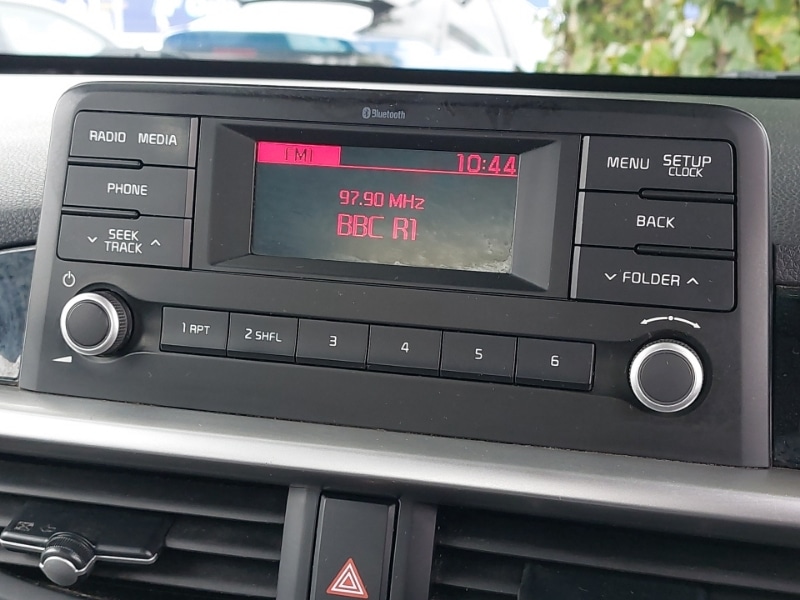 Bluetooth
RADIO MEDIA
PHONE
SEEK
TRACK
FM1 10:44
97.90 MHz
BBC R1
MENU SETUP
CLOCK
BACK
FOLDER
1 RPT
2 SHFL
3
4
5
6